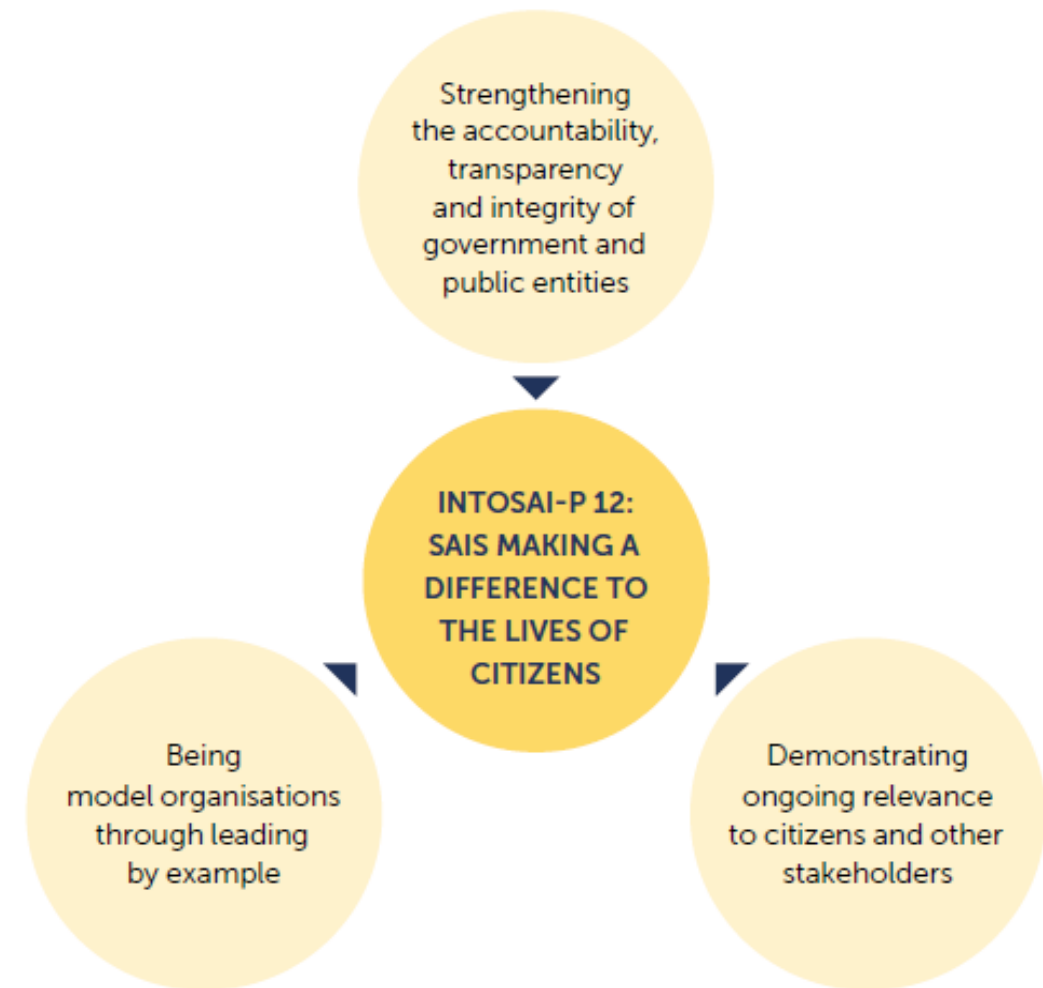 Strengthening
the accountability,
transparency
and integrity of
government and
public entities
INTOSAI-P 12:
SAIS MAKING A
DIFFERENCE TO
THE LIVES OF
CITIZENS
Being
model organisations
through leading
by example
Demonstrating
ongoing relevance
to citizens and other
stakeholders